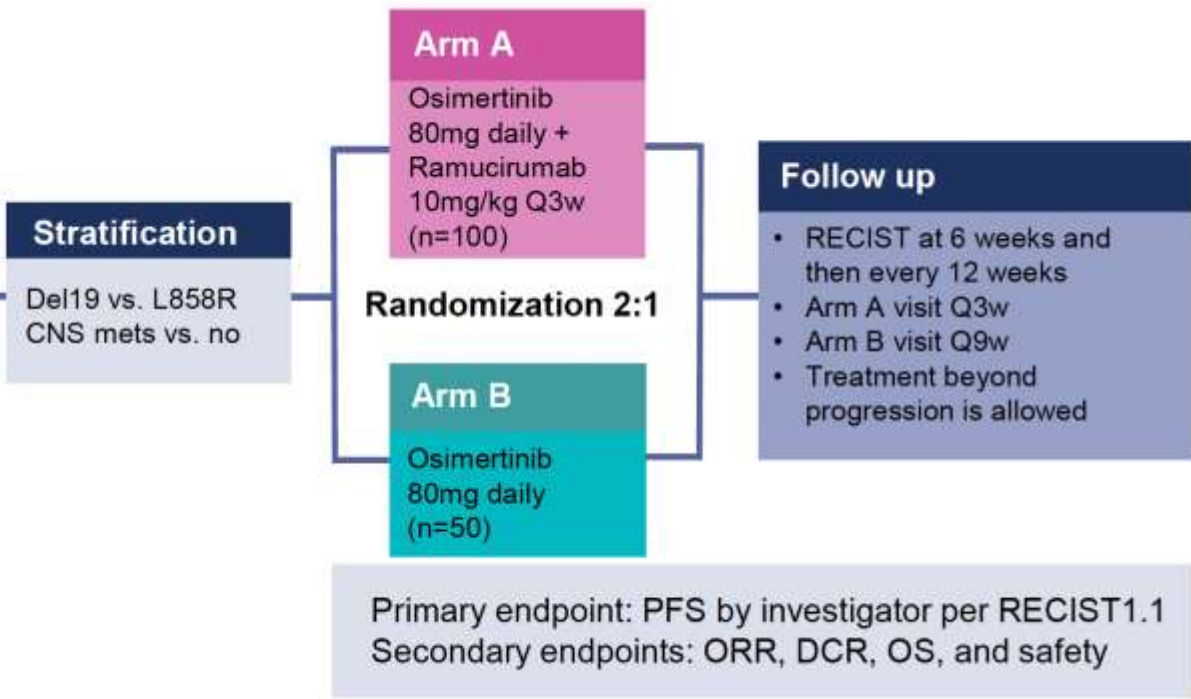 Stratification
Del19 vs. L858R
CNS mets vs. no
Arm A
Osimertinib
80mg daily +
Ramucirumab
10mg/kg Q3w
(n=100)
Randomization 2:1
Arm B
Osimertinib
80mg daily
(n=50)
Follow up
• RECIST at 6 weeks and
then every 12 weeks
• Arm A visit Q3w
• Arm B visit Q9w
• Treatment beyond
progression is allowed
Primary endpoint: PFS by investigator per RECIST1.1
Secondary endpoints: ORR, DCR, OS, and safety